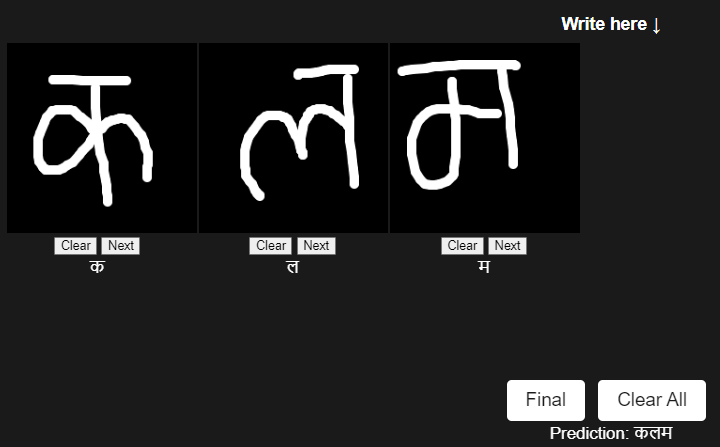 Write here ↓
क ल म
Clear Next Clear Next Clear Next
क ल म
Final Clear All
Prediction: कलम